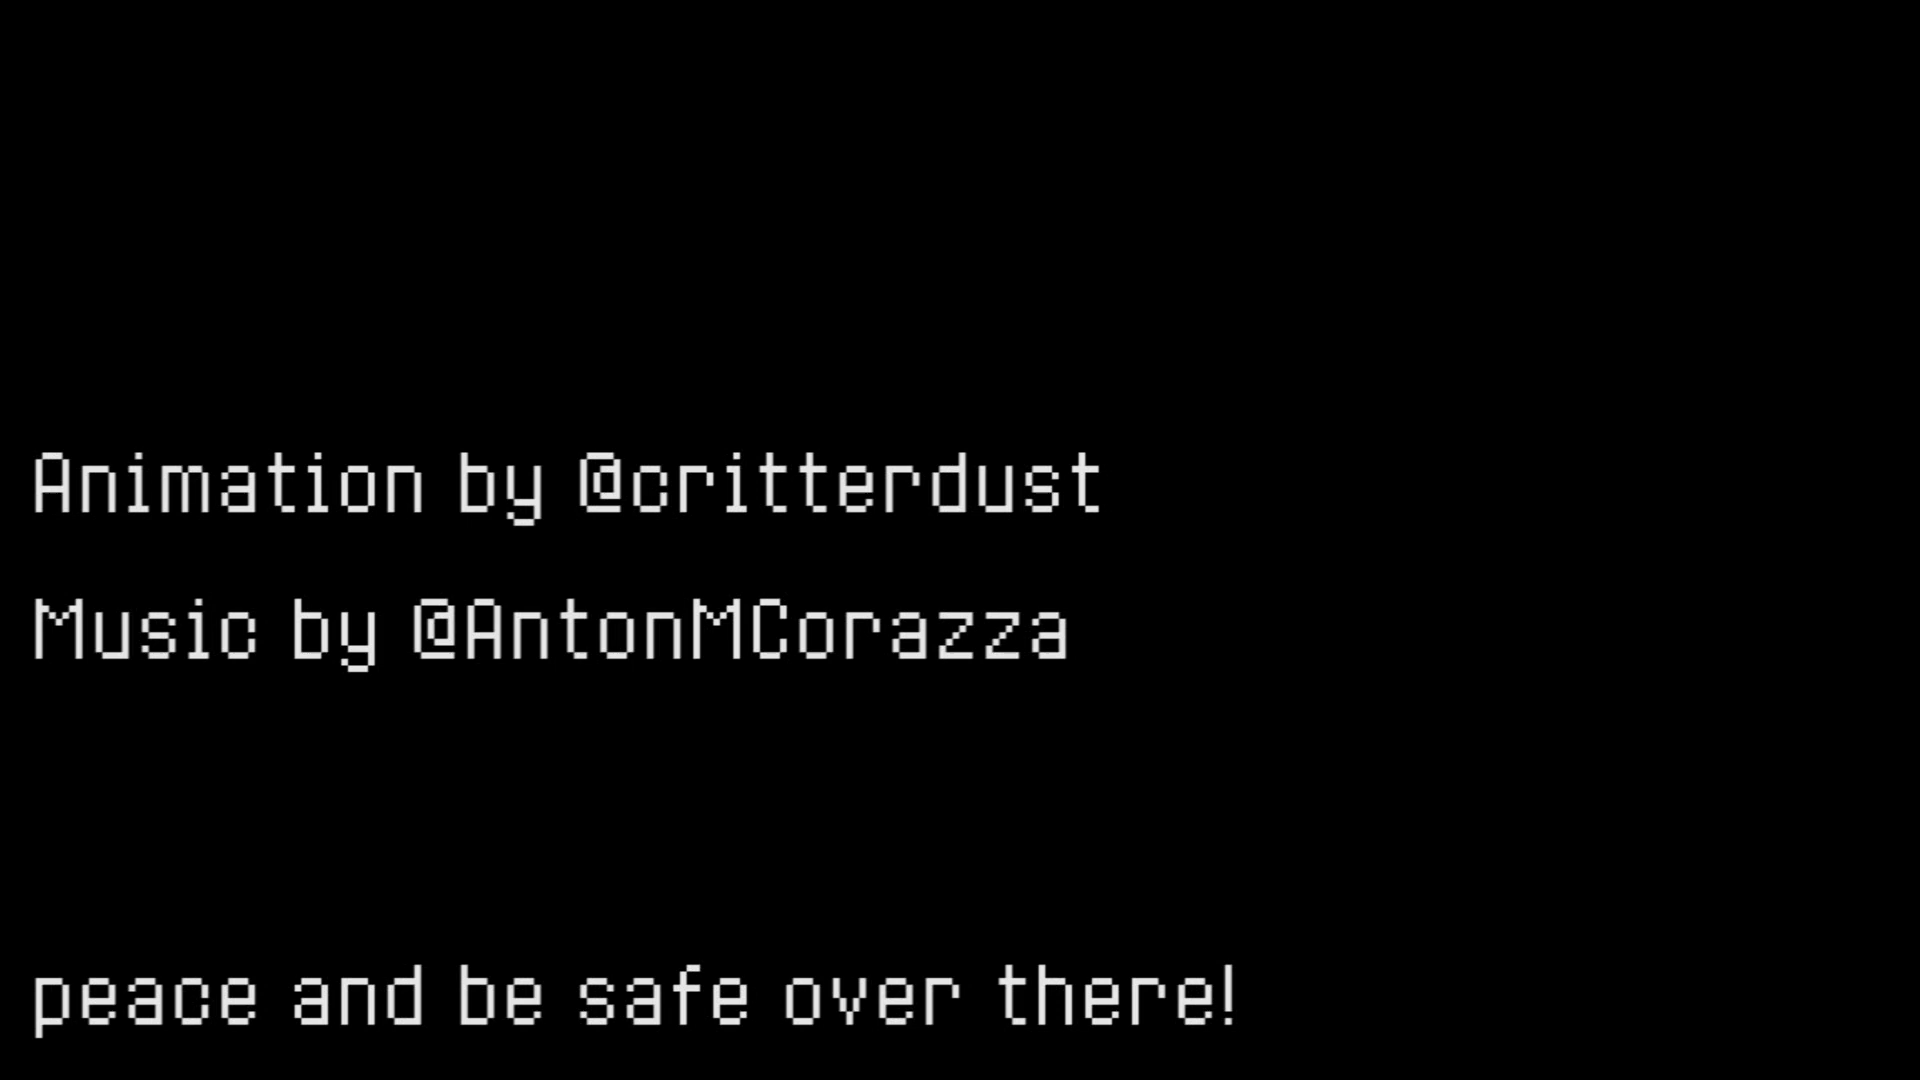 Animation by @critterdust
Music by @AntonMCorazza
peace and be safe over there!